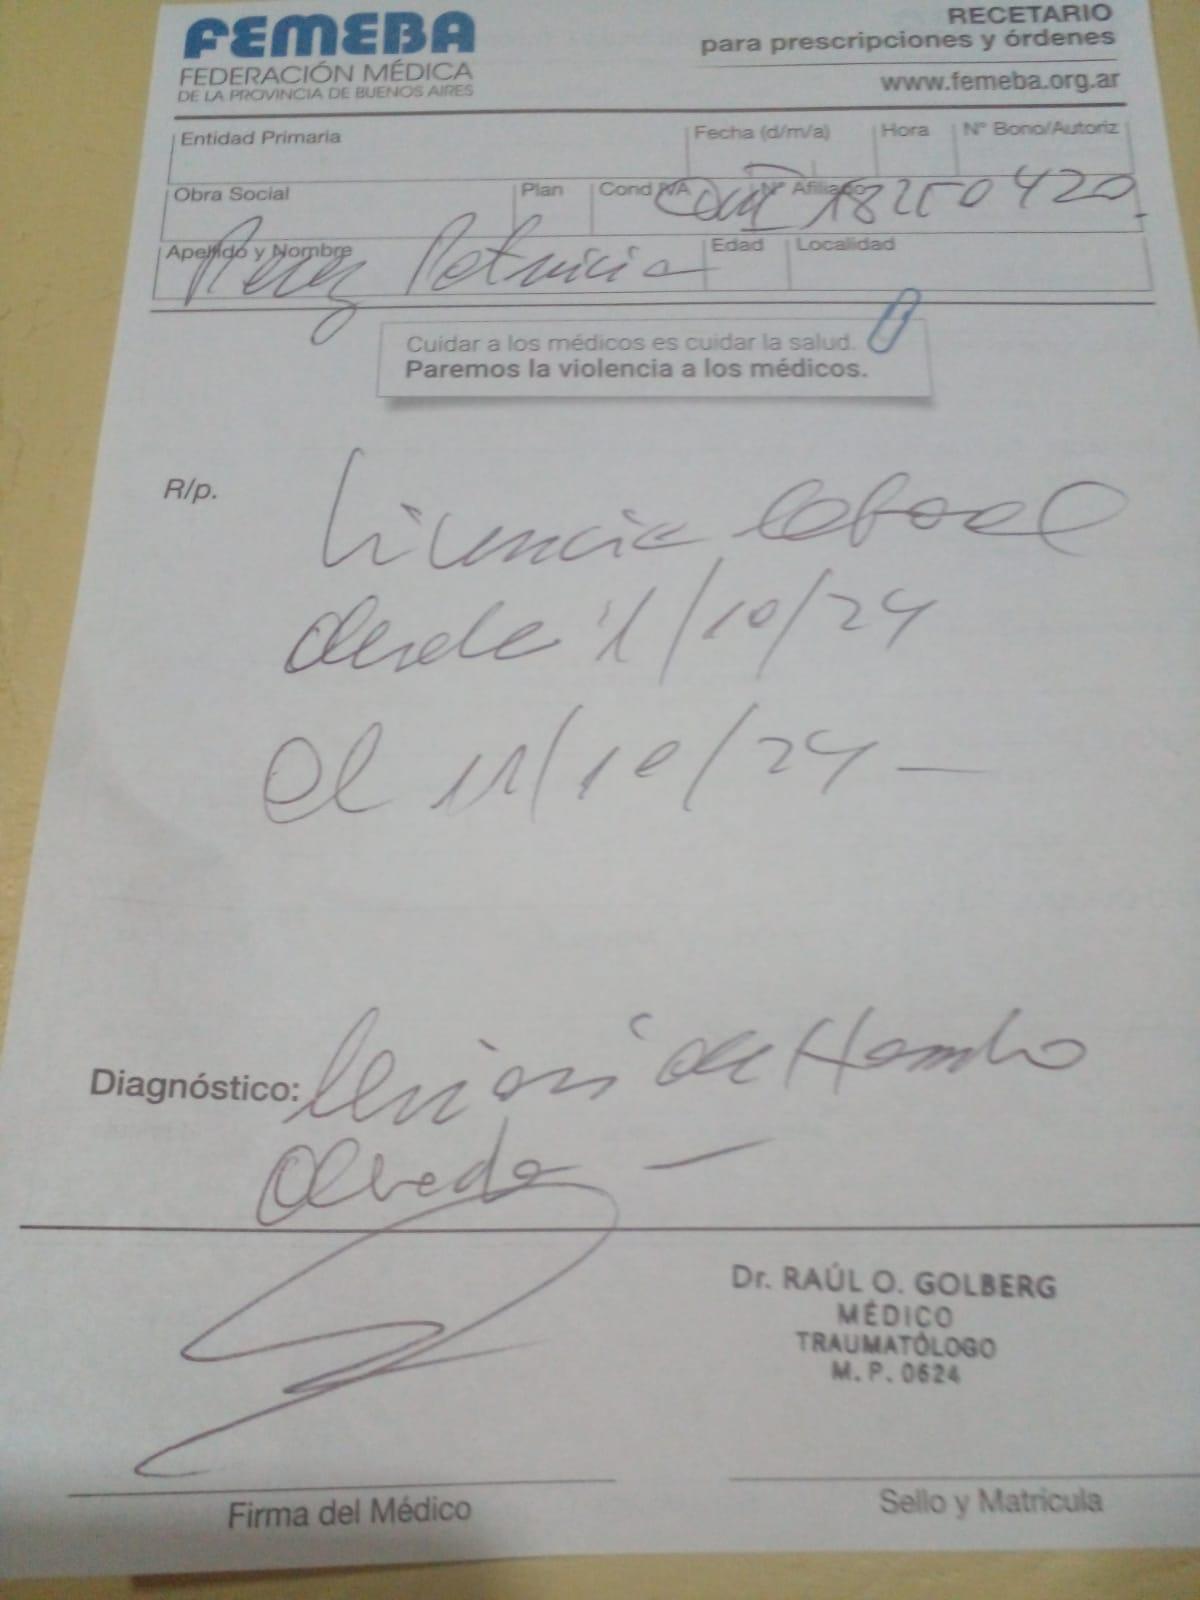 FEMEBA
FEDERACIÓN MÉDICA
DE LA PROVINCIA DE BUENOS AIRES
RECETARIO
para prescripciones y órdenes
www.femeba.org.ar
Entidad Primaria
Fecha (d/m/a) Hora N° Bono/Autoriz
Obra Social Plan Cond IVA N° Afiliado
Apellido y Nombre Perez Patricia Edad Localidad
Cuidar a los médicos es cuidar la salud.
Paremos la violencia a los médicos.
R/p. Licencia laboral
desde 1/10/24
al 11/10/24 —
Diagnóstico: de Hombro
Dr. RAÚL O. GOLBERG
MÉDICO
TRAUMATÓLOGO
M. P. 0624
Firma del Médico
Sello y Matrícula